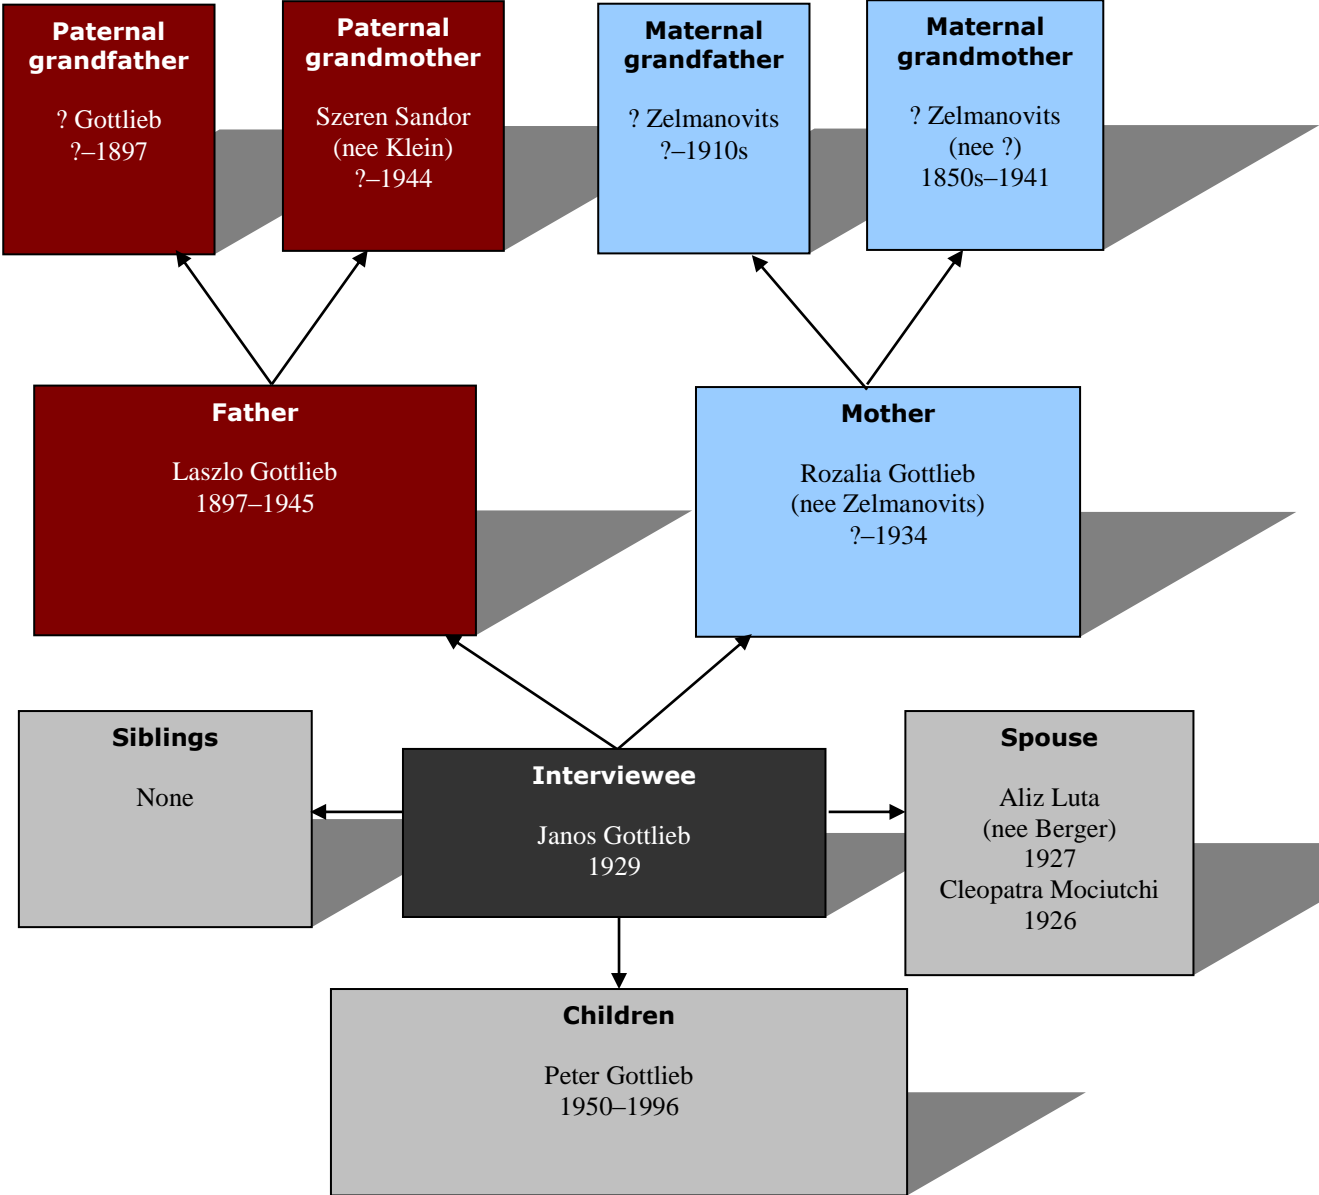 Paternal
grandfather
? Gottlieb
?–1897
Paternal
grandmother
Szeren Sandor
(nee Klein)
?–1944
Maternal
grandfather
? Zelmanovits
?–1910s
Maternal
grandmother
? Zelmanovits
(nee ?)
1850s–1941
Father
Laszlo Gottlieb
1897–1945
Mother
Rozalia Gottlieb
(nee Zelmanovits)
?–1934
Siblings
None
Interviewee
Janos Gottlieb
1929
Spouse
Aliz Luta
(nee Berger)
1927
Cleopatra Mociutchi
1926
Children
Peter Gottlieb
1950–1996